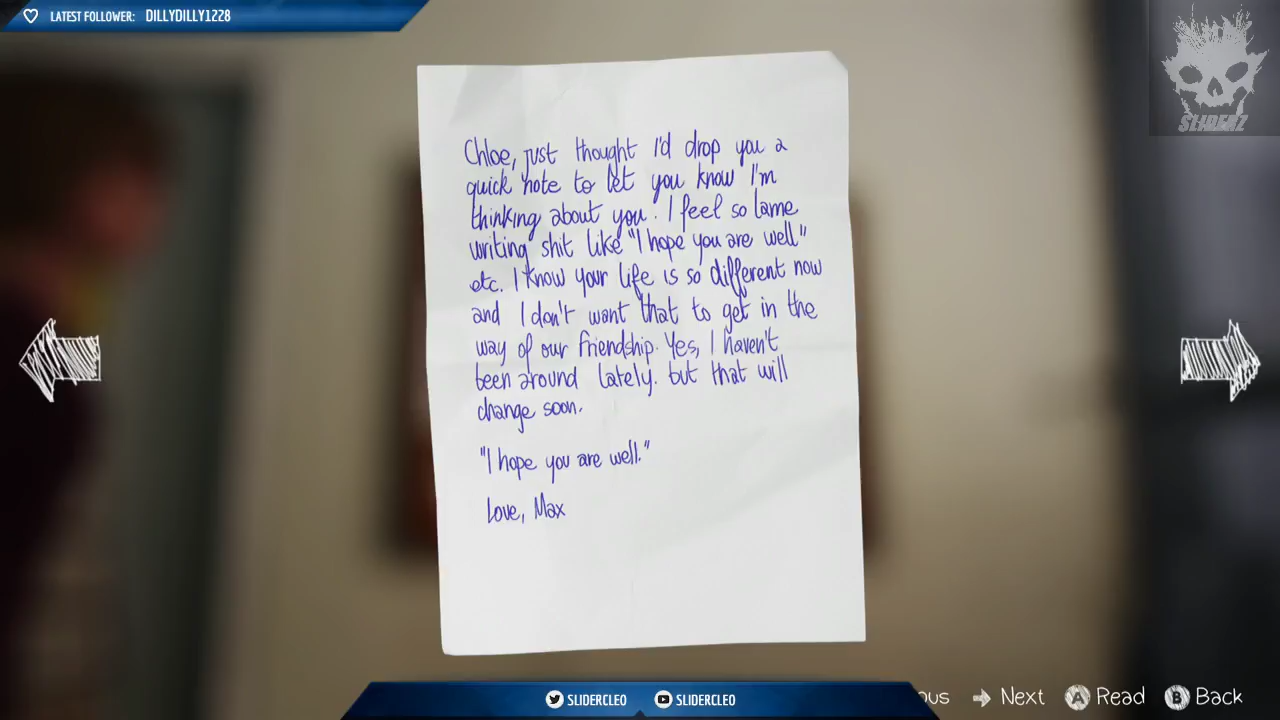 LATEST FOLLOWER: DILLYDILLY1228
SLIDERZ
Chloe, just thought I'd drop you a
quick note to let you know I'm
thinking about you. I feel so lame
writing shit like "I hope you are well"
etc. I know your life is so different now
and I don't want that to get in the
way of our friendship. Yes, I haven't
been around lately. but that will
change soon.
"I hope you are well."
Love, Max
SLIDERCLEO SLIDERCLEO
Next A Read B Back